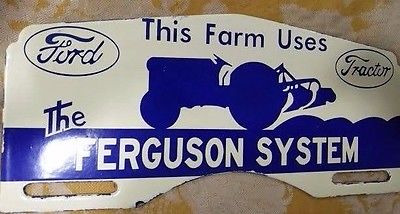 This Farm Uses
Ford
Tractor
The
FERGUSON SYSTEM